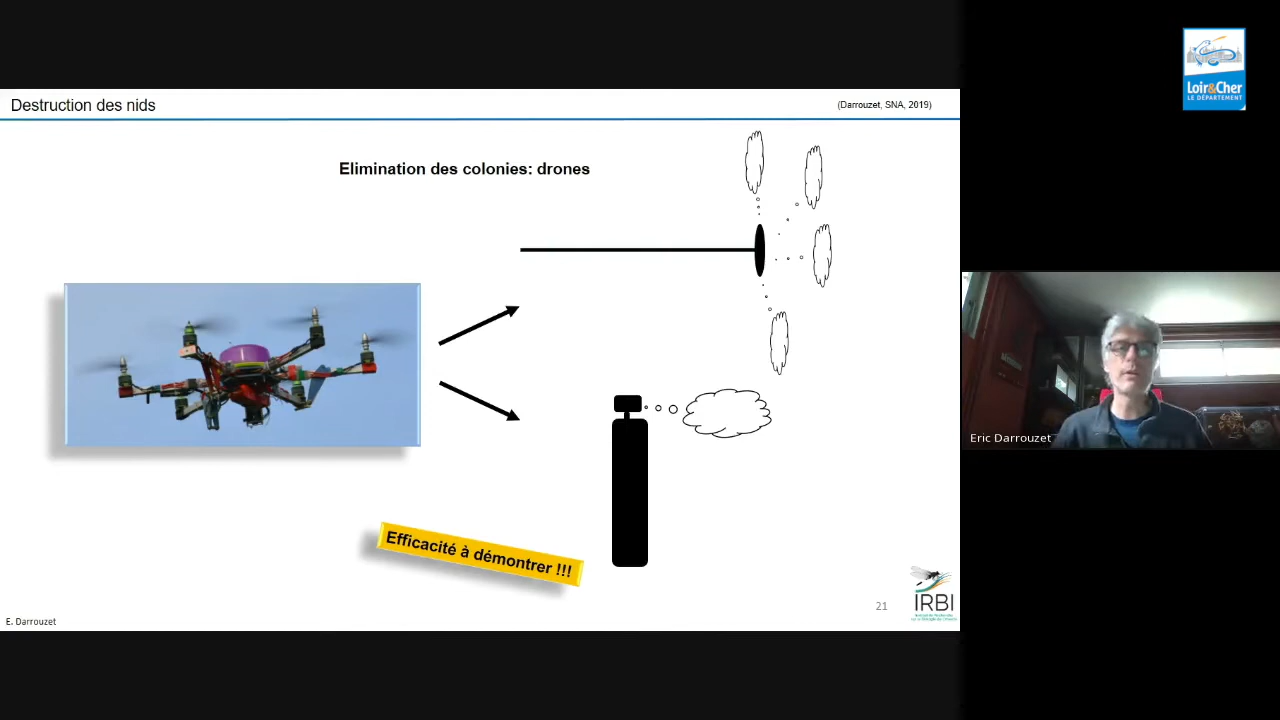 Destruction des nids
(Darrouzet, SNA, 2019)
Elimination des colonies: drones
Efficacité à démontrer !!!
21
IRBI
E. Darrouzet
Loir&Cher
LE DÉPARTEMENT
Eric Darrouzet